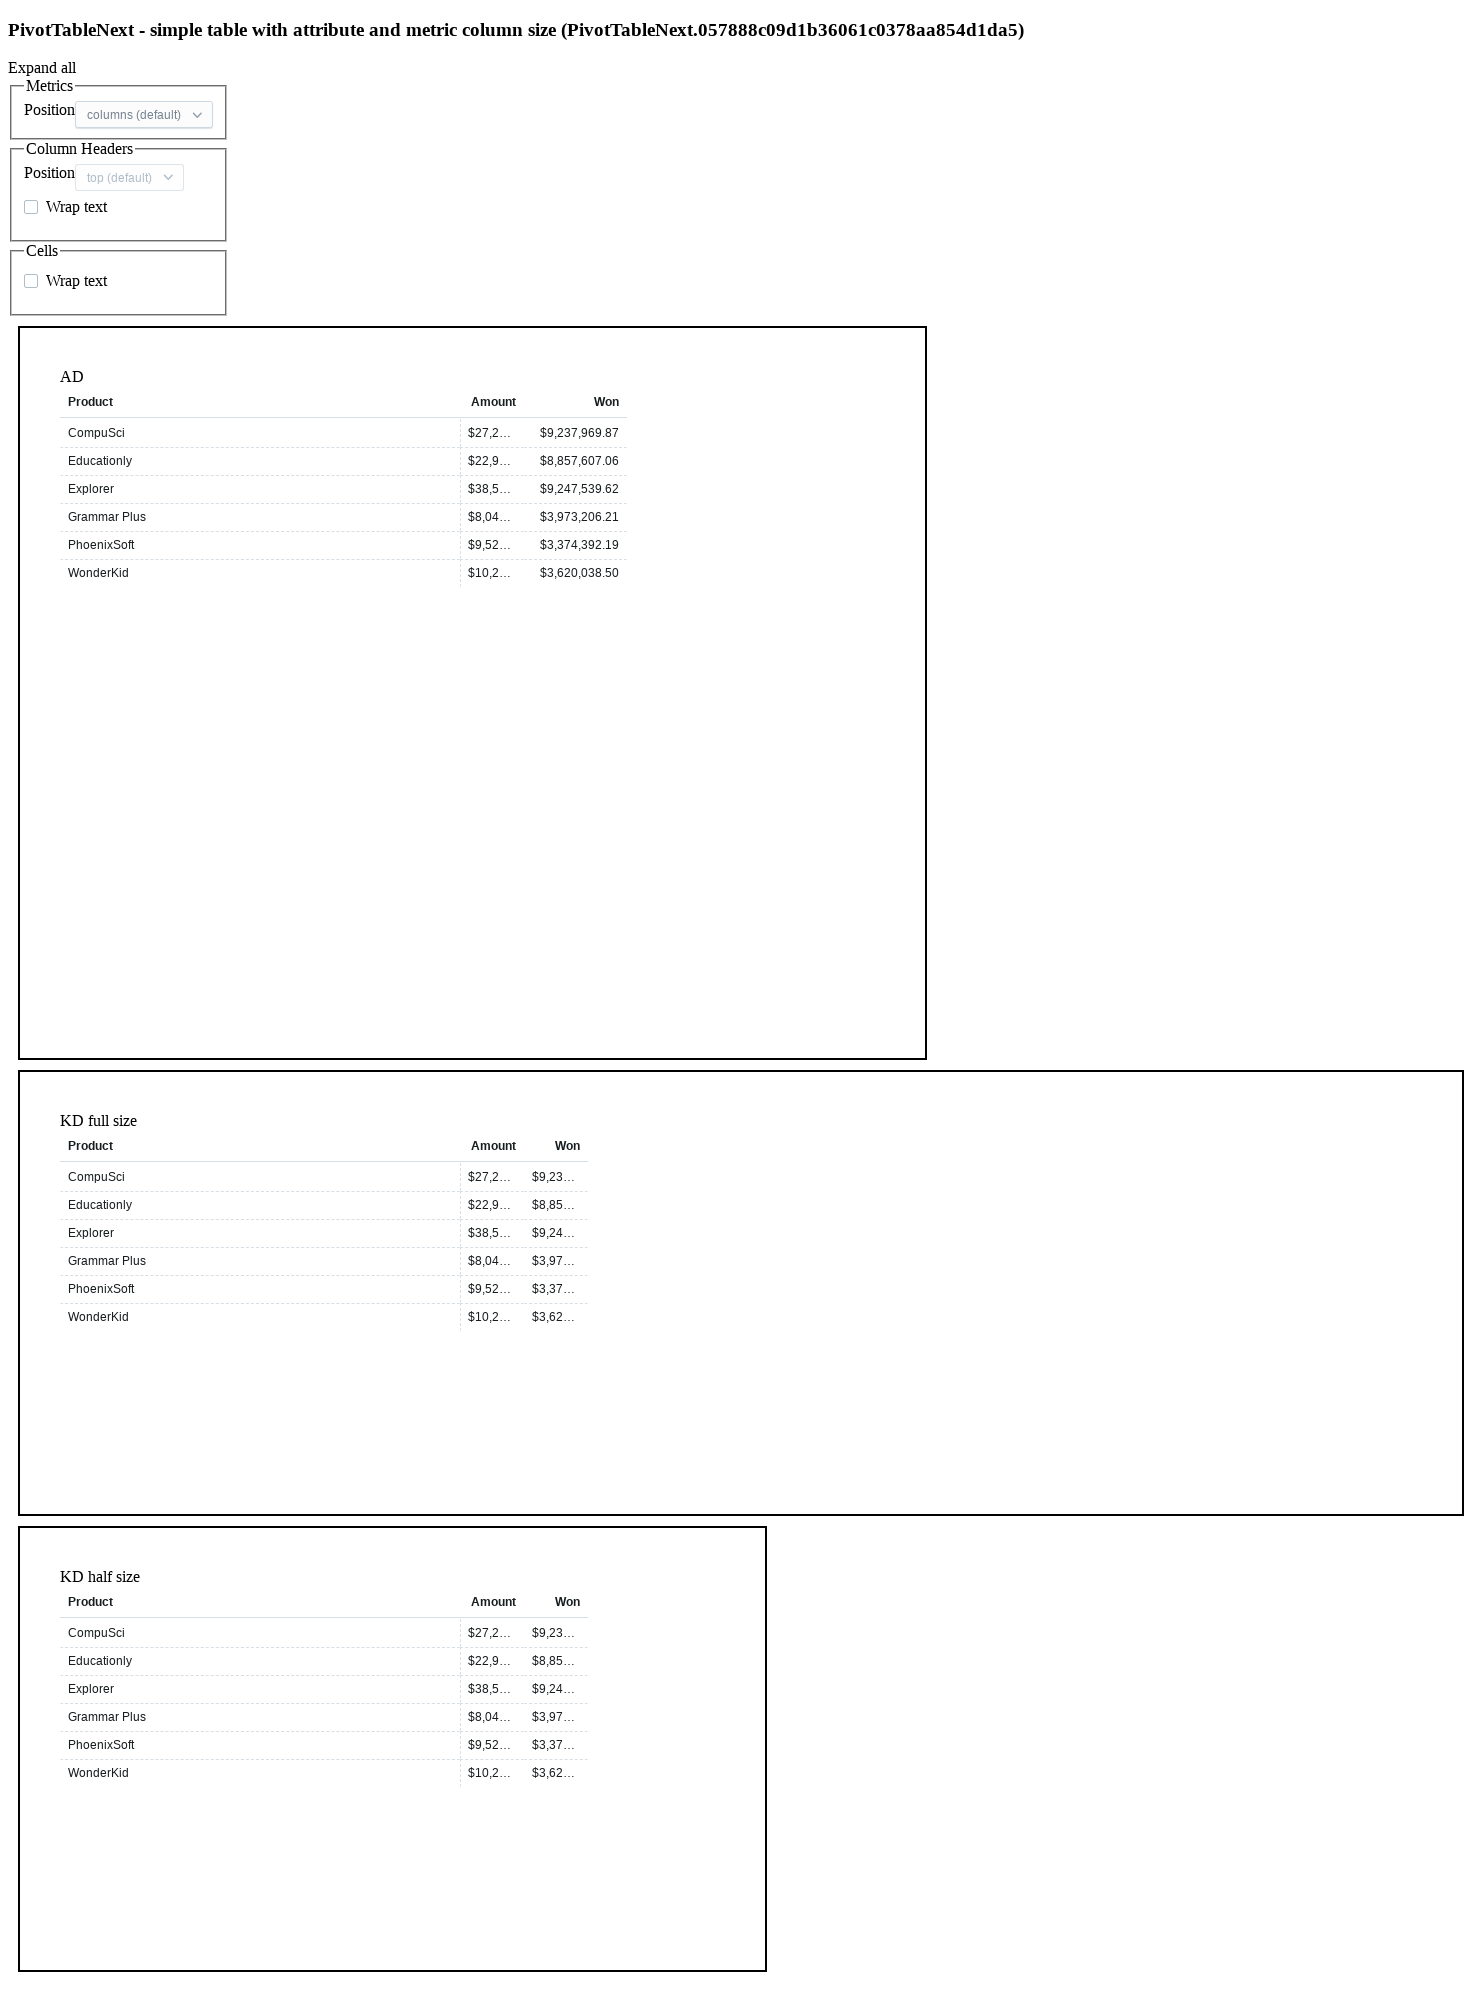 PivotTableNext - simple table with attribute and metric column size (PivotTableNext.057888c09d1b36061c0378aa854d1da5)
Expand all
Metrics
Position columns (default)
Column Headers
Position top (default)
Wrap text
Cells
Wrap text
AD
Product Amount Won
CompuSci $27,2… $9,237,969.87
Educationly $22,9… $8,857,607.06
Explorer $38,5… $9,247,539.62
Grammar Plus $8,04… $3,973,206.21
PhoenixSoft $9,52… $3,374,392.19
WonderKid $10,2… $3,620,038.50
KD full size
Product Amount Won
CompuSci $27,2… $9,23…
Educationly $22,9… $8,85…
Explorer $38,5… $9,24…
Grammar Plus $8,04… $3,97…
PhoenixSoft $9,52… $3,37…
WonderKid $10,2… $3,62…
KD half size
Product Amount Won
CompuSci $27,2… $9,23…
Educationly $22,9… $8,85…
Explorer $38,5… $9,24…
Grammar Plus $8,04… $3,97…
PhoenixSoft $9,52… $3,37…
WonderKid $10,2… $3,62…